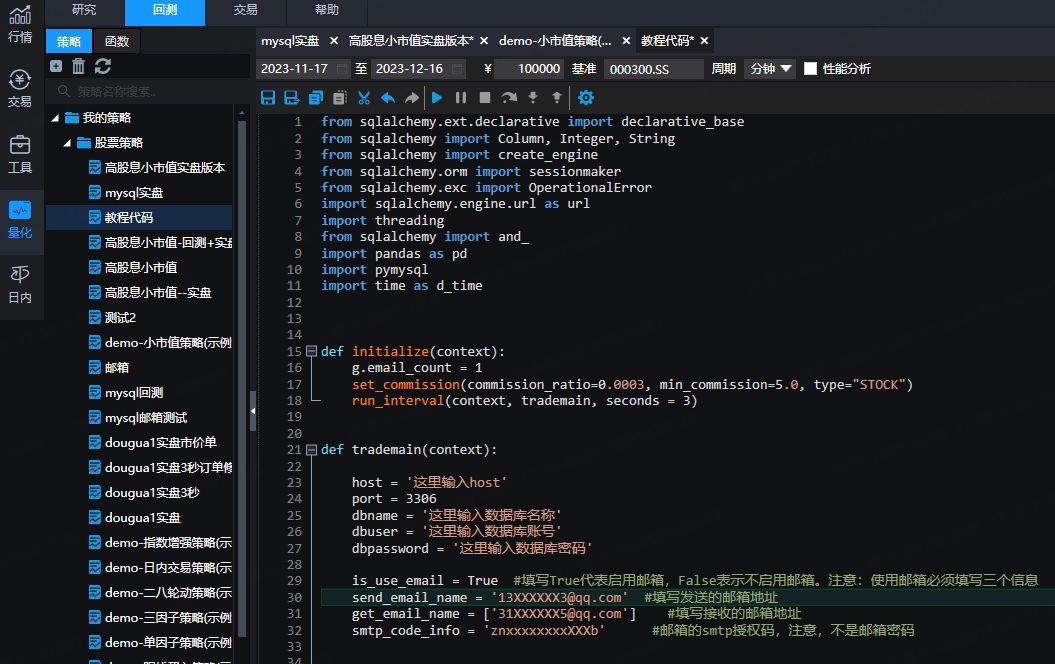 研究 回测 交易 帮助
行情
交易
工具
量化
日内
策略 函数
策略名称搜索..
我的策略
股票策略
高股息小市值实盘版本
mysql实盘
教程代码
高股息小市值-回测+实盘
高股息小市值
高股息小市值--实盘
测试2
demo-小市值策略(示例
邮箱
mysql回测
mysql邮箱测试
dougua1实盘市价单
dougua1实盘3秒订单修
dougua1实盘3秒
dougua1实盘
demo-指数增强策略(示
demo-日内交易策略(示
demo-二八轮动策略(示
demo-三因子策略(示例
demo-单因子策略(示例
mysql实盘 × 高股息小市值实盘版本* × demo-小市值策略(... × 教程代码* ×
2023-11-17 至 2023-12-16 ¥ 100000 基准 000300.SS 周期 分钟 性能分析
1 from sqlalchemy.ext.declarative import declarative_base
2 from sqlalchemy import Column, Integer, String
3 from sqlalchemy import create_engine
4 from sqlalchemy.orm import sessionmaker
5 from sqlalchemy.exc import OperationalError
6 import sqlalchemy.engine.url as url
7 import threading
8 from sqlalchemy import and_
9 import pandas as pd
10 import pymysql
11 import time as d_time
12
13
14
15 def initialize(context):
16 g.email_count = 1
17 set_commission(commission_ratio=0.0003, min_commission=5.0, type="STOCK")
18 run_interval(context, trademain, seconds = 3)
19
20
21 def trademain(context):
22
23 host = '这里输入host'
24 port = 3306
25 dbname = '这里输入数据库名称'
26 dbuser = '这里输入数据库账号'
27 dbpassword = '这里输入数据库密码'
28
29 is_use_email = True #填写True代表启用邮箱，False表示不启用邮箱。注意：使用邮箱必须填写三个信息
30 send_email_name = '13XXXXXX3@qq.com' #填写发送的邮箱地址
31 get_email_name = ['31XXXXXX5@qq.com'] #填写接收的邮箱地址
32 smtp_code_info = 'znxxxxxxxxXXXb' #邮箱的smtp授权码，注意，不是邮箱密码
33
34